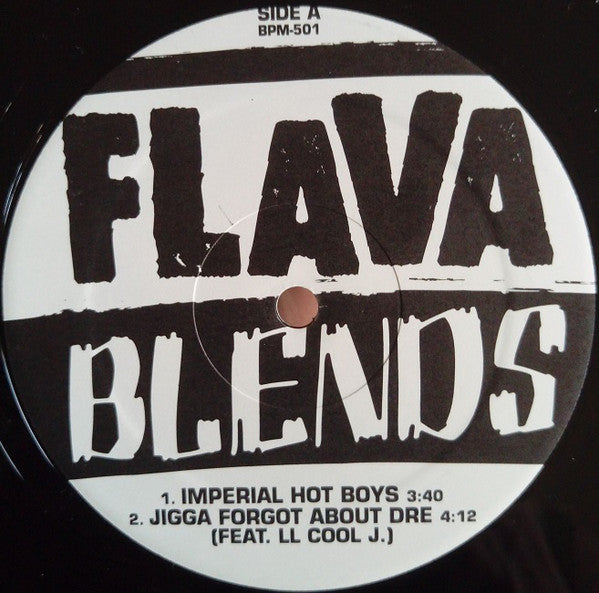 SIDE A
BPM-501
FLAVA
BLENDS
1. IMPERIAL HOT BOYS 3:40
2. JIGGA FORGOT ABOUT DRE 4:12
(FEAT. LL COOL J.)